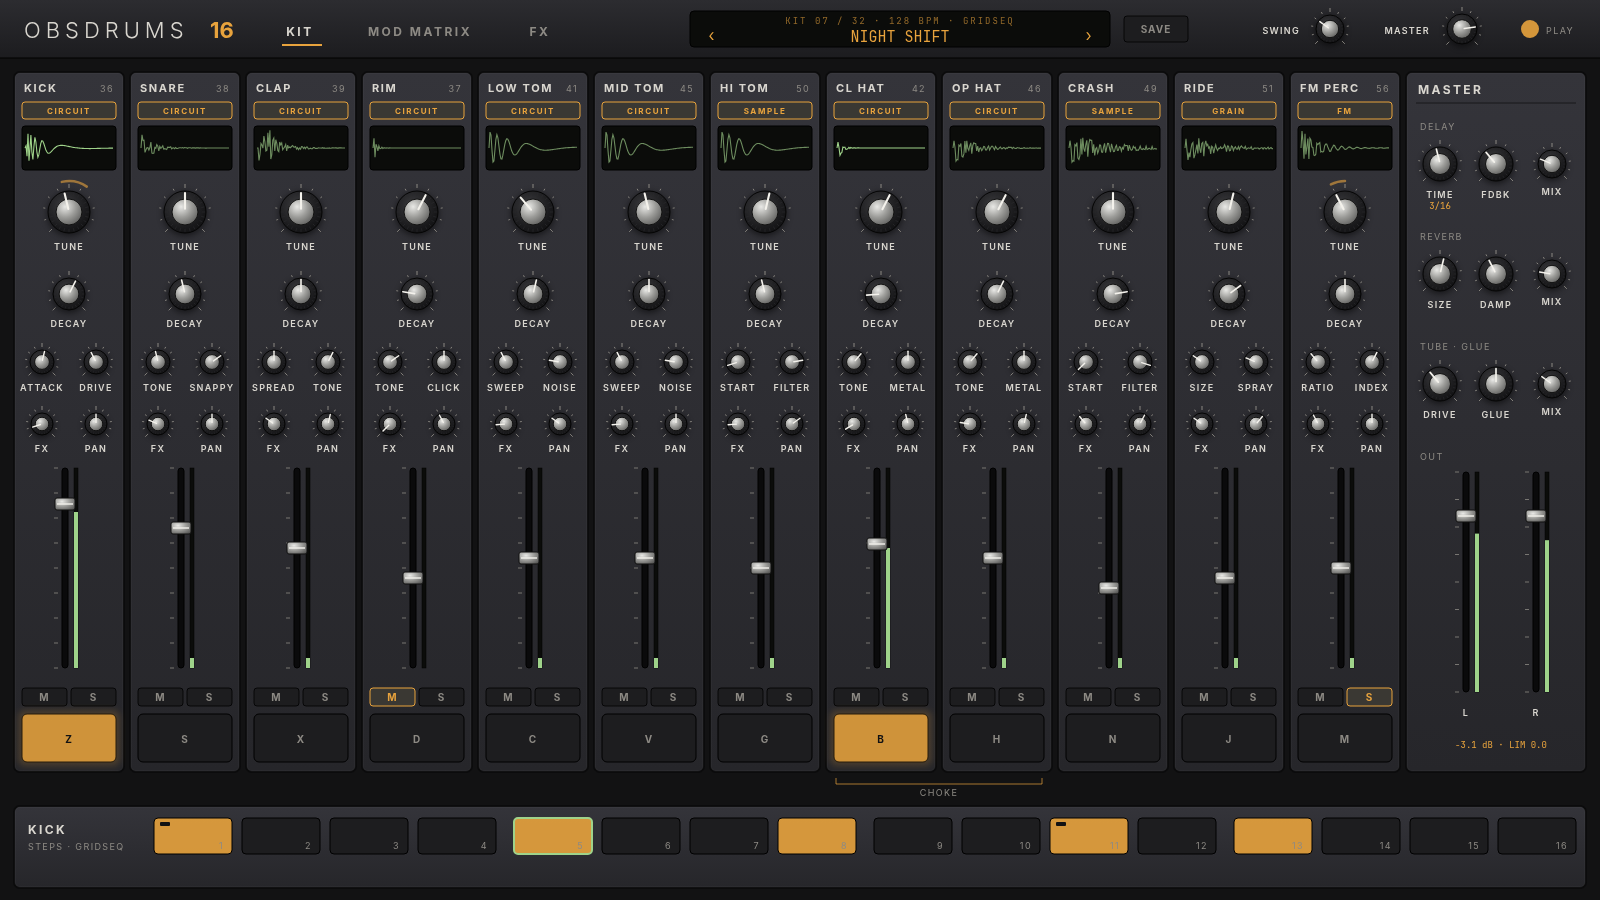 OBSDRUMS 16
KIT MOD MATRIX FX
KIT 07 / 32 · 128 BPM · GRIDSEQ
‹ NIGHT SHIFT ›
SAVE
SWING MASTER PLAY
KICK 36 SNARE 38 CLAP 39 RIM 37 LOW TOM 41 MID TOM 45 HI TOM 50 CL HAT 42 OP HAT 46 CRASH 49 RIDE 51 FM PERC 56 MASTER
CIRCUIT CIRCUIT CIRCUIT CIRCUIT CIRCUIT CIRCUIT SAMPLE CIRCUIT CIRCUIT SAMPLE GRAIN FM
DELAY
TIME FDBK MIX
3/16
TUNE TUNE TUNE TUNE TUNE TUNE TUNE TUNE TUNE TUNE TUNE TUNE
REVERB
SIZE DAMP MIX
DECAY DECAY DECAY DECAY DECAY DECAY DECAY DECAY DECAY DECAY DECAY DECAY
TUBE · GLUE
ATTACK DRIVE TONE SNAPPY SPREAD TONE TONE CLICK SWEEP NOISE SWEEP NOISE START FILTER TONE METAL TONE METAL START FILTER SIZE SPRAY RATIO INDEX
DRIVE GLUE MIX
FX PAN FX PAN FX PAN FX PAN FX PAN FX PAN FX PAN FX PAN FX PAN FX PAN FX PAN FX PAN
OUT
M S M S M S M S M S M S M S M S M S M S M S M S
L R
Z S X D C V G B H N J M
-3.1 dB · LIM 0.0
CHOKE
KICK
STEPS · GRIDSEQ
1 2 3 4 5 6 7 8 9 10 11 12 13 14 15 16